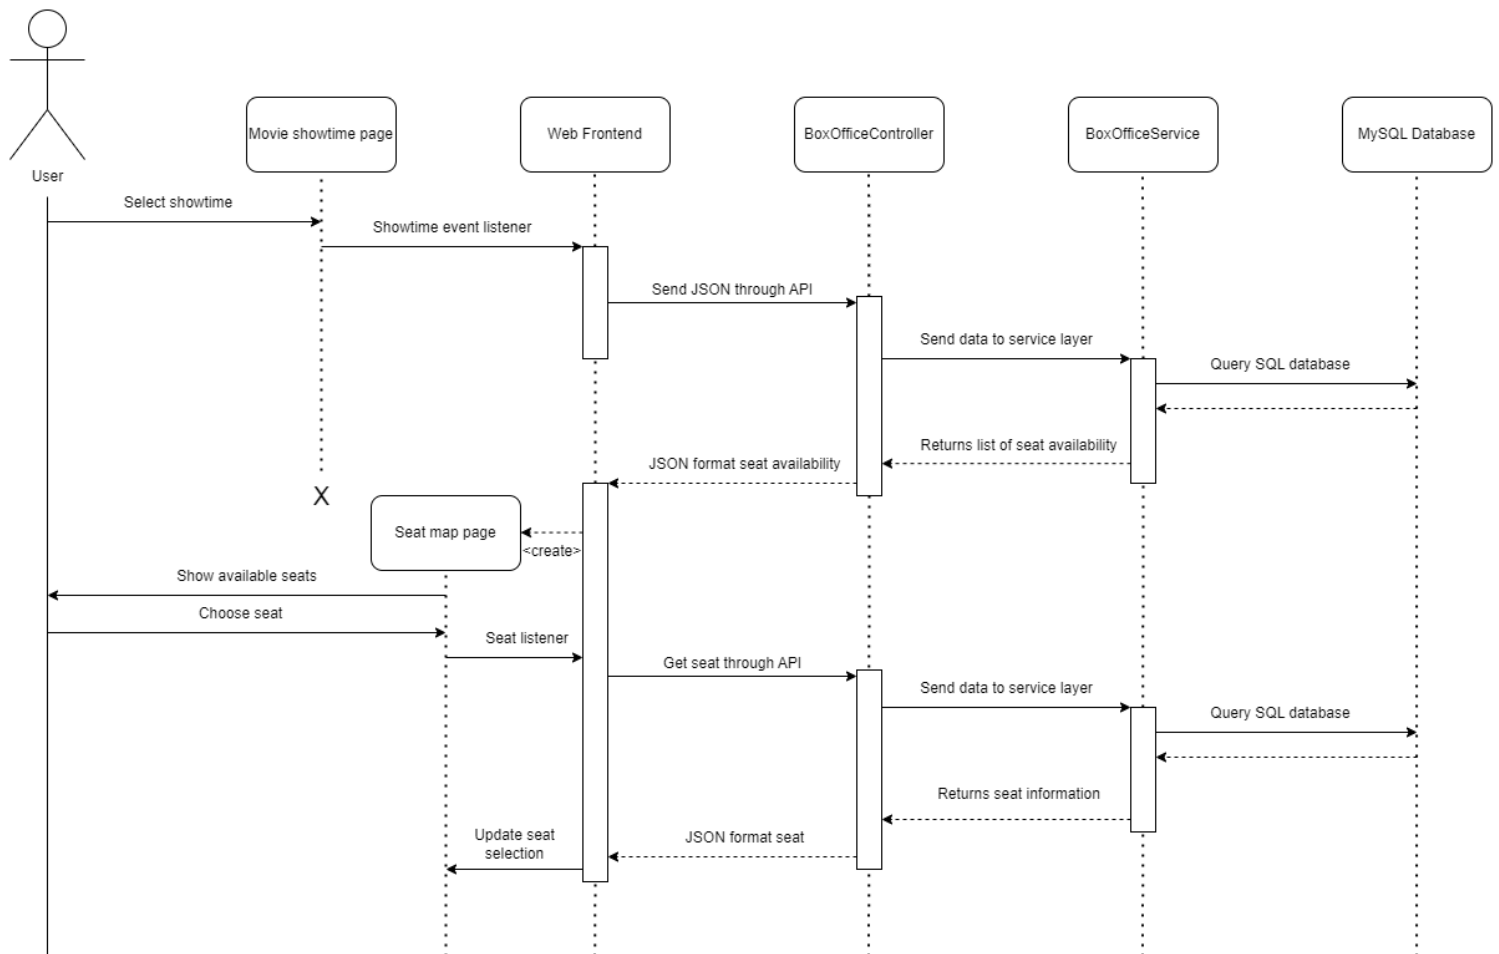 Movie showtime page
Web Frontend
BoxOfficeController
BoxOfficeService
MySQL Database
User
Select showtime
Showtime event listener
Send JSON through API
Send data to service layer
Query SQL database
Returns list of seat availability
JSON format seat availability
X
Seat map page
<create>
Show available seats
Choose seat
Seat listener
Get seat through API
Send data to service layer
Query SQL database
Returns seat information
Update seat
selection
JSON format seat